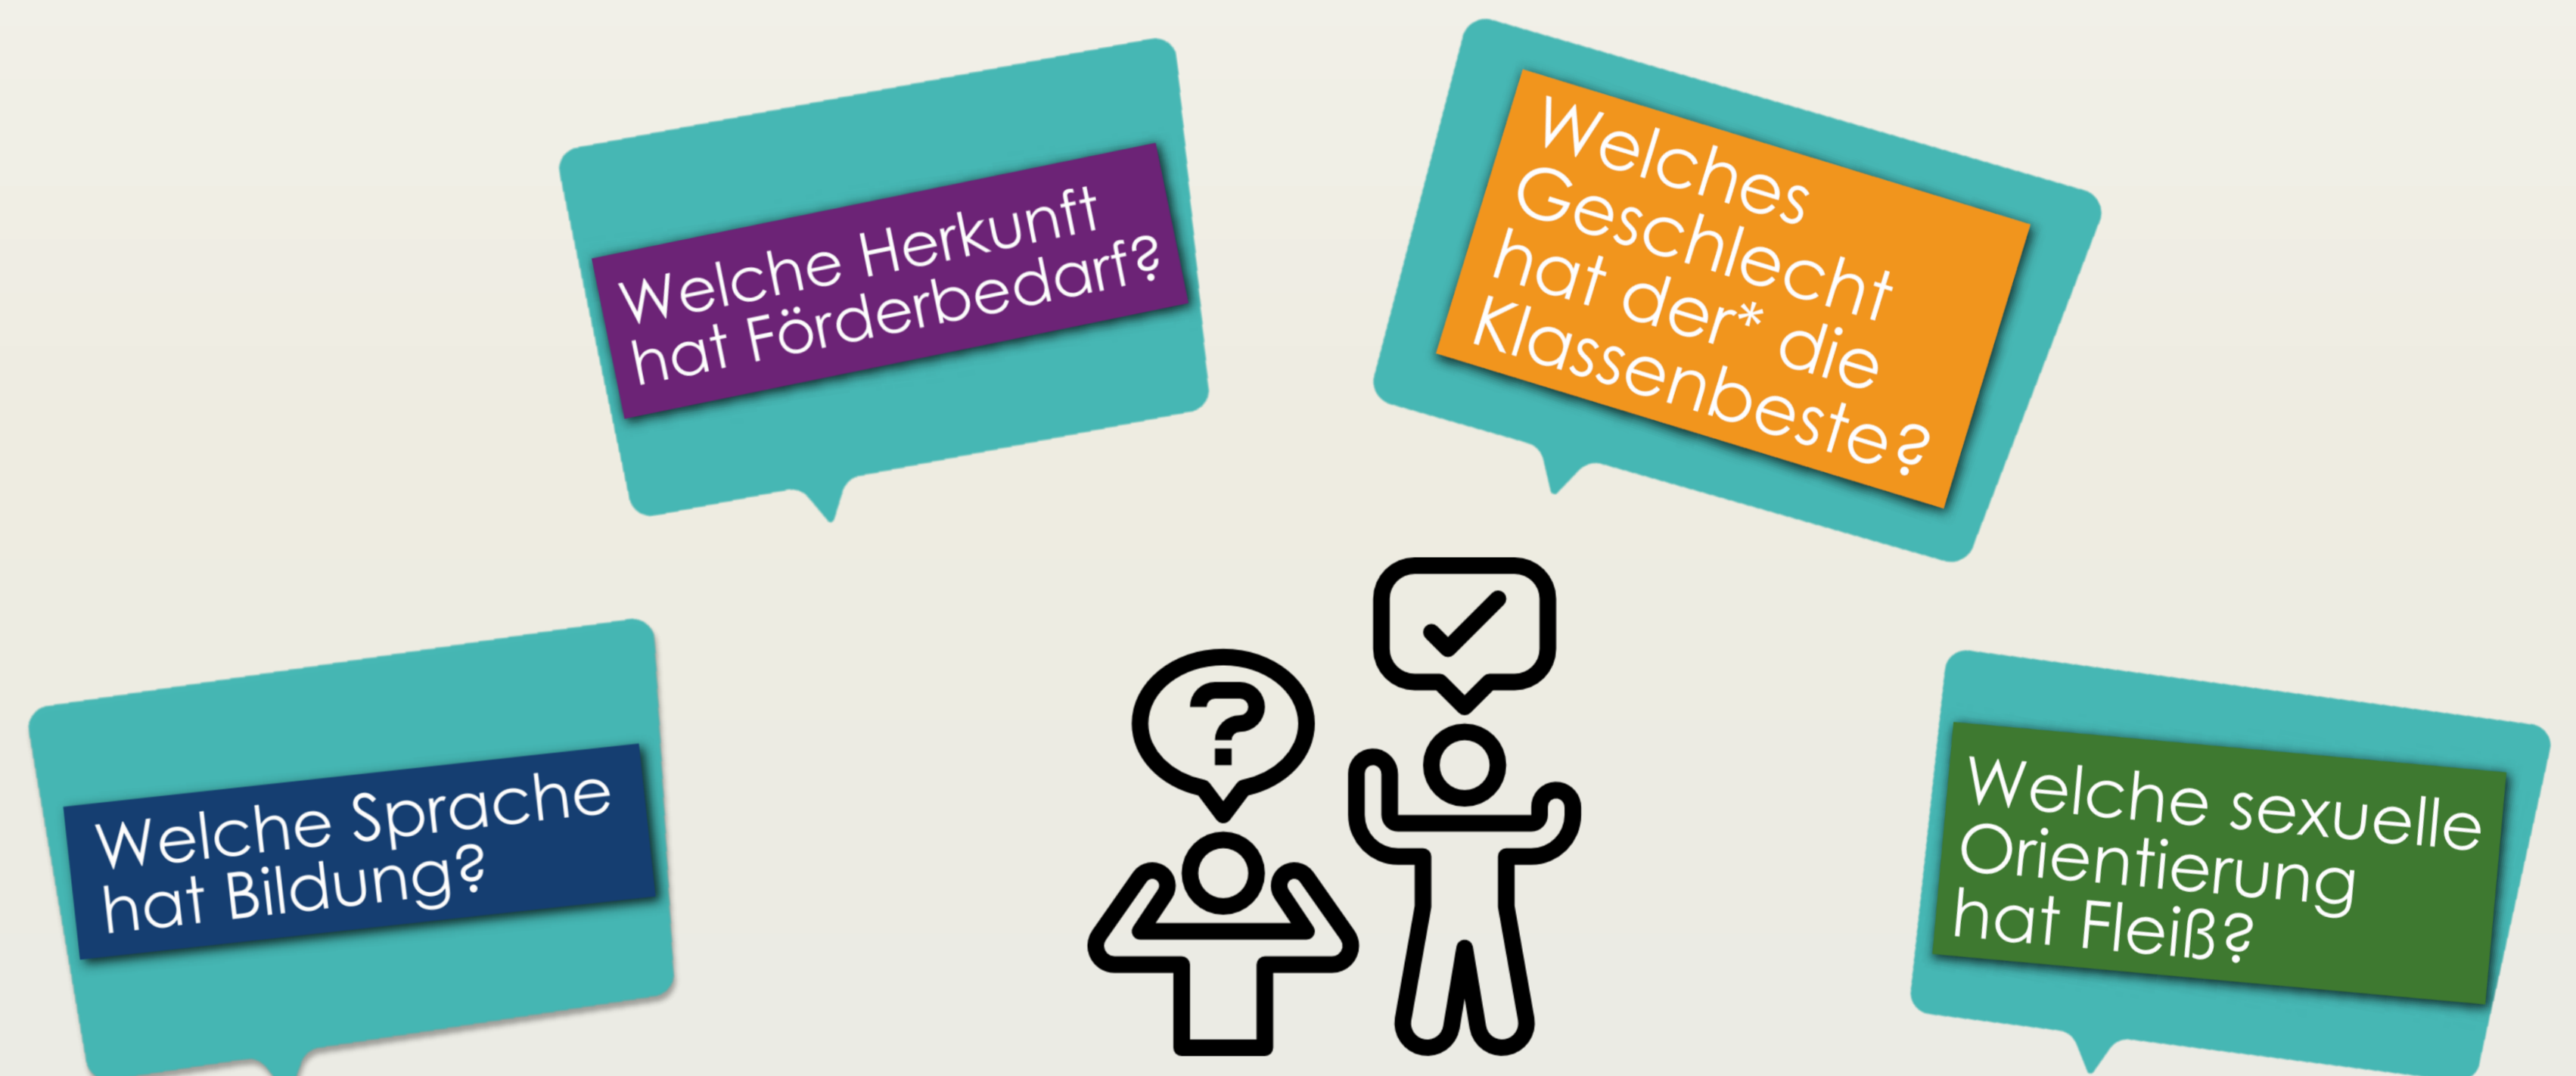 Welche Herkunft
hat Förderbedarf?
Welches
Geschlecht
hat der* die
Klassenbeste?
?
Welche Sprache
hat Bildung?
Welche sexuelle
Orientierung
hat Fleiß?